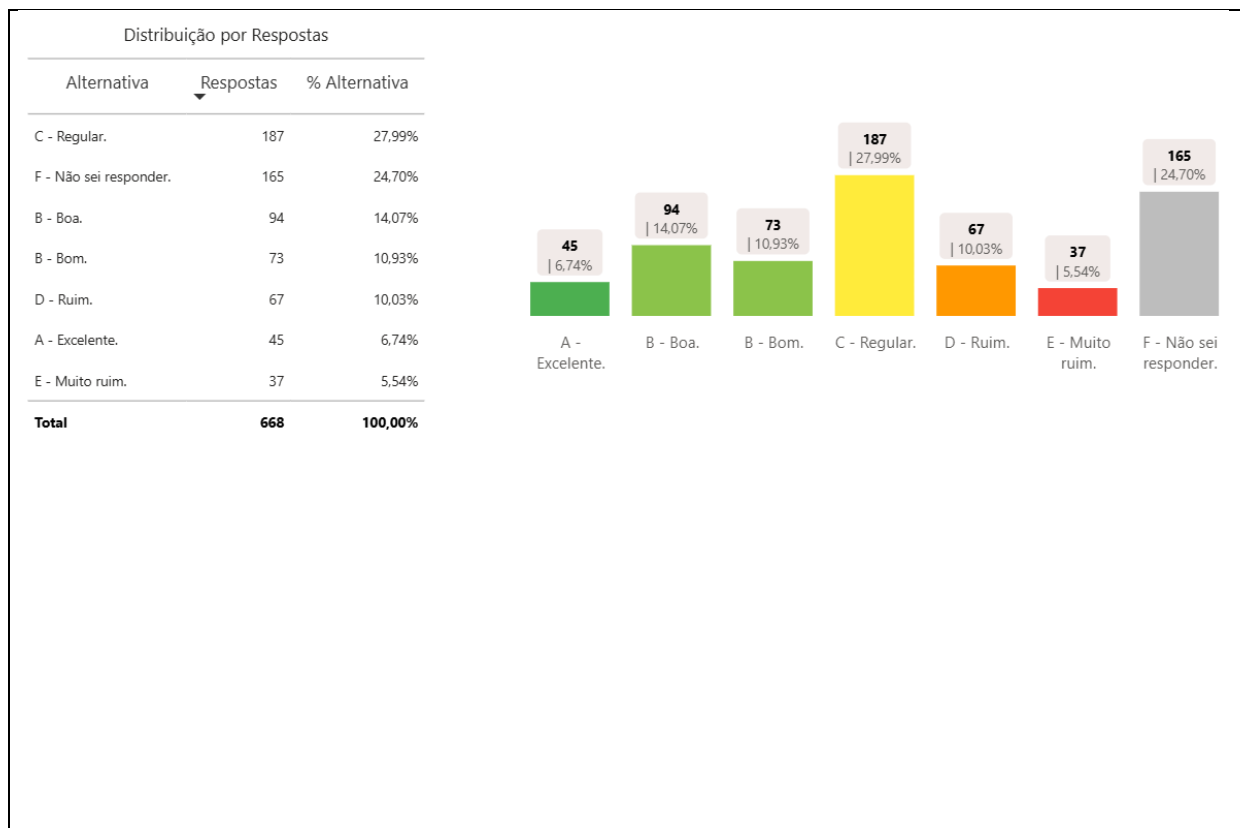 Distribuição por Respostas
Alternativa Respostas % Alternativa
C - Regular. 187 27,99%
F - Não sei responder. 165 24,70%
B - Boa. 94 14,07%
B - Bom. 73 10,93%
D - Ruim. 67 10,03%
A - Excelente. 45 6,74%
E - Muito ruim. 37 5,54%
Total 668 100,00%
45
| 6,74%
94
| 14,07%
73
| 10,93%
187
| 27,99%
67
| 10,03%
37
| 5,54%
165
| 24,70%
A -
Excelente.
B - Boa.
B - Bom.
C - Regular.
D - Ruim.
E - Muito
ruim.
F - Não sei
responder.